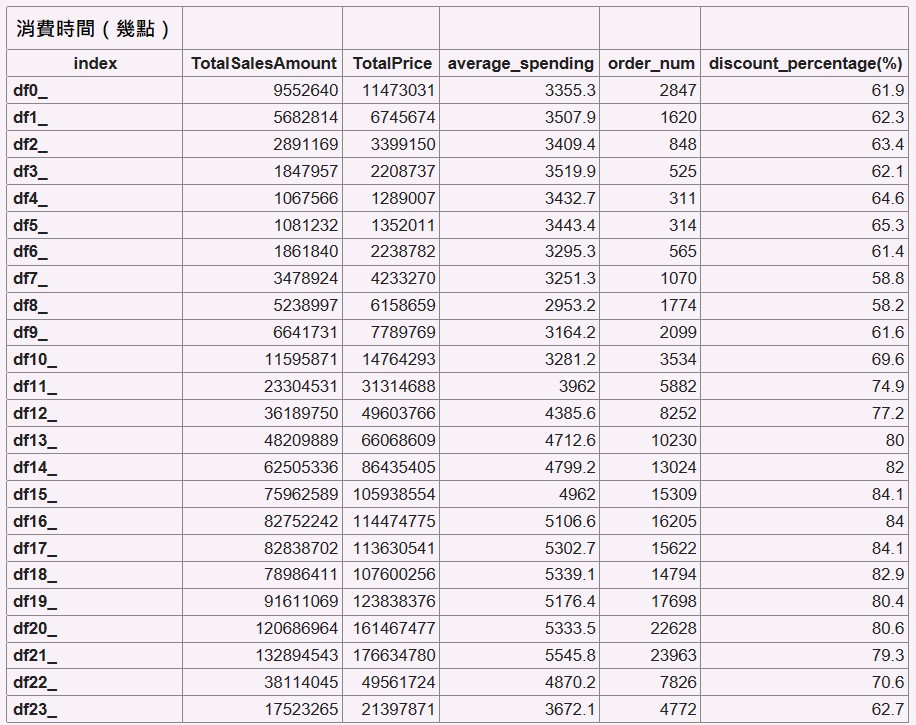 消費時間（幾點）
index TotalSalesAmount TotalPrice average_spending order_num discount_percentage(%)
df0_ 9552640 11473031 3355.3 2847 61.9
df1_ 5682814 6745674 3507.9 1620 62.3
df2_ 2891169 3399150 3409.4 848 63.4
df3_ 1847957 2208737 3519.9 525 62.1
df4_ 1067566 1289007 3432.7 311 64.6
df5_ 1081232 1352011 3443.4 314 65.3
df6_ 1861840 2238782 3295.3 565 61.4
df7_ 3478924 4233270 3251.3 1070 58.8
df8_ 5238997 6158659 2953.2 1774 58.2
df9_ 6641731 7789769 3164.2 2099 61.6
df10_ 11595871 14764293 3281.2 3534 69.6
df11_ 23304531 31314688 3962 5882 74.9
df12_ 36189750 49603766 4385.6 8252 77.2
df13_ 48209889 66068609 4712.6 10230 80
df14_ 62505336 86435405 4799.2 13024 82
df15_ 75962589 105938554 4962 15309 84.1
df16_ 82752242 114474775 5106.6 16205 84
df17_ 82838702 113630541 5302.7 15622 84.1
df18_ 78986411 107600256 5339.1 14794 82.9
df19_ 91611069 123838376 5176.4 17698 80.4
df20_ 120686964 161467477 5333.5 22628 80.6
df21_ 132894543 176634780 5545.8 23963 79.3
df22_ 38114045 49561724 4870.2 7826 70.6
df23_ 17523265 21397871 3672.1 4772 62.7